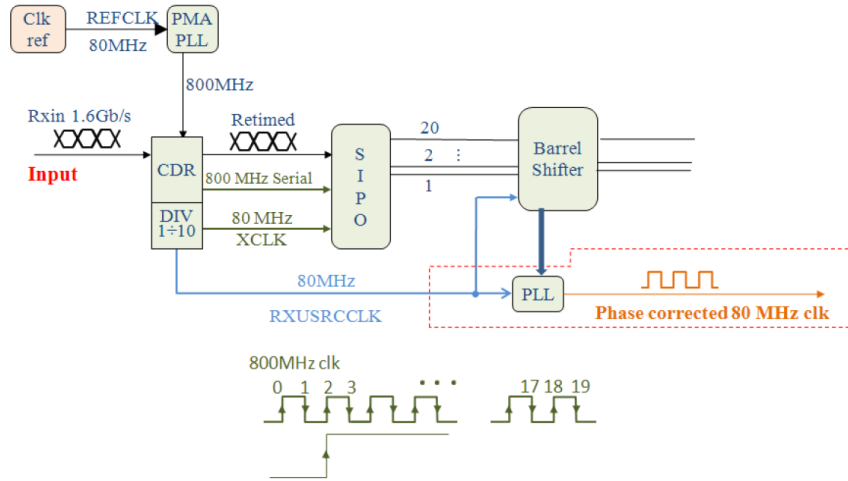 Clk
ref
REFCLK
80MHz
PMA
PLL
800MHz
Rxin 1.6Gb/s
Input
Retimed
CDR
800 MHz Serial
DIV
1÷10
80 MHz
XCLK
S
I
P
O
20
2 ⋮
1
Barrel
Shifter
80MHz
RXUSRCCLK
PLL
Phase corrected 80 MHz clk
800MHz clk
0 1 2 3 • • • 17 18 19